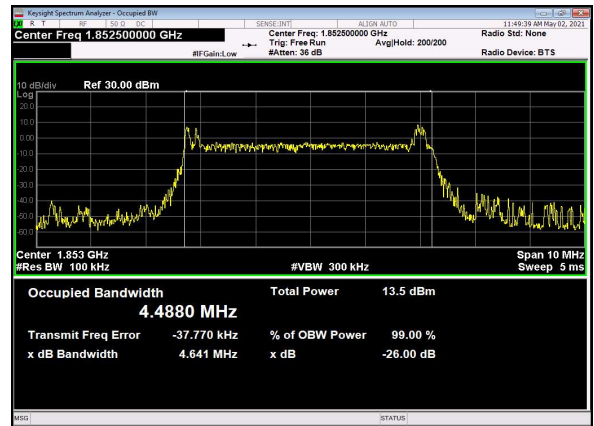 Keysight Spectrum Analyzer - Occupied BW
LXI R T RF 50 Ω DC SENSE:INT ALIGN AUTO 11:49:39 AM May 02, 2021
Center Freq 1.852500000 GHz Center Freq: 1.852500000 GHz Radio Std: None
Trig: Free Run Avg|Hold: 200/200
#IFGain:Low #Atten: 36 dB Radio Device: BTS
10 dB/div Ref 30.00 dBm
Log
20.0
10.0
0.00
-10.0
-20.0
-30.0
-40.0
-50.0
-60.0
Center 1.853 GHz Span 10 MHz
#Res BW 100 kHz #VBW 300 kHz Sweep 5 ms
Occupied Bandwidth Total Power 13.5 dBm
4.4880 MHz
Transmit Freq Error -37.770 kHz % of OBW Power 99.00 %
x dB Bandwidth 4.641 MHz x dB -26.00 dB
MSG STATUS